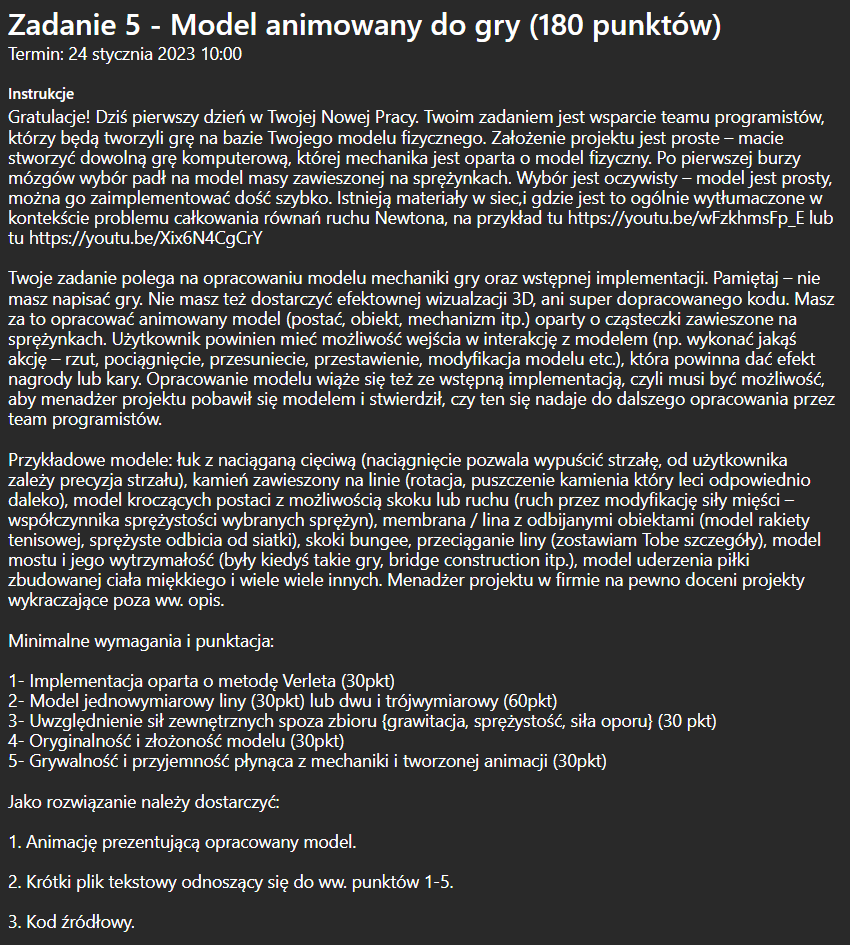 Zadanie 5 - Model animowany do gry (180 punktów)
Termin: 24 stycznia 2023 10:00
Instrukcje
Gratulacje! Dziś pierwszy dzień w Twojej Nowej Pracy. Twoim zadaniem jest wsparcie teamu programistów,
którzy będą tworzyli grę na bazie Twojego modelu fizycznego. Założenie projektu jest proste – macie
stworzyć dowolną grę komputerową, której mechanika jest oparta o model fizyczny. Po pierwszej burzy
mózgów wybór padł na model masy zawieszonej na sprężynkach. Wybór jest oczywisty – model jest prosty,
można go zaimplementować dość szybko. Istnieją materiały w siec,i gdzie jest to ogólnie wytłumaczone w
kontekście problemu całkowania równań ruchu Newtona, na przykład tu https://youtu.be/wFzkhmsFp_E lub
tu https://youtu.be/Xix6N4CgCrY
Twoje zadanie polega na opracowaniu modelu mechaniki gry oraz wstępnej implementacji. Pamiętaj – nie
masz napisać gry. Nie masz też dostarczyć efektownej wizualzacji 3D, ani super dopracowanego kodu. Masz
za to opracować animowany model (postać, obiekt, mechanizm itp.) oparty o cząsteczki zawieszone na
sprężynkach. Użytkownik powinien mieć możliwość wejścia w interakcję z modelem (np. wykonać jakąś
akcję – rzut, pociągnięcie, przesuniecie, przestawienie, modyfikacja modelu etc.), która powinna dać efekt
nagrody lub kary. Opracowanie modelu wiąże się też ze wstępną implementacją, czyli musi być możliwość,
aby menadżer projektu pobawił się modelem i stwierdził, czy ten się nadaje do dalszego opracowania przez
team programistów.
Przykładowe modele: łuk z naciąganą cięciwą (naciągnięcie pozwala wypuścić strzałę, od użytkownika
zależy precyzja strzału), kamień zawieszony na linie (rotacja, puszczenie kamienia który leci odpowiednio
daleko), model kroczących postaci z możliwością skoku lub ruchu (ruch przez modyfikację siły mięści –
współczynnika sprężystości wybranych sprężyn), membrana / lina z odbijanymi obiektami (model rakiety
tenisowej, sprężyste odbicia od siatki), skoki bungee, przeciąganie liny (zostawiam Tobe szczegóły), model
mostu i jego wytrzymałość (były kiedyś takie gry, bridge construction itp.), model uderzenia piłki
zbudowanej ciała miękkiego i wiele wiele innych. Menadżer projektu w firmie na pewno doceni projekty
wykraczające poza ww. opis.
Minimalne wymagania i punktacja:
1- Implementacja oparta o metodę Verleta (30pkt)
2- Model jednowymiarowy liny (30pkt) lub dwu i trójwymiarowy (60pkt)
3- Uwzględnienie sił zewnętrznych spoza zbioru {grawitacja, sprężystość, siła oporu} (30 pkt)
4- Oryginalność i złożoność modelu (30pkt)
5- Grywalność i przyjemność płynąca z mechaniki i tworzonej animacji (30pkt)
Jako rozwiązanie należy dostarczyć:
1. Animację prezentującą opracowany model.
2. Krótki plik tekstowy odnoszący się do ww. punktów 1-5.
3. Kod źródłowy.